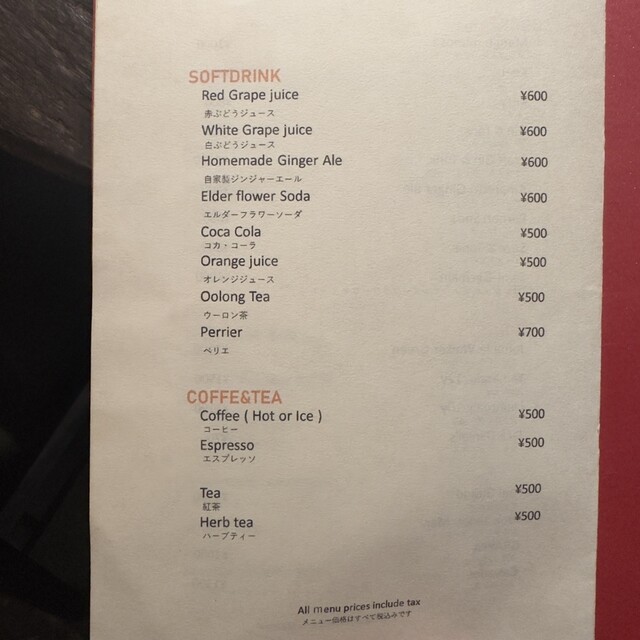 SOFTDRINK
Red Grape juice ¥600
赤ぶどうジュース
White Grape juice ¥600
白ぶどうジュース
Homemade Ginger Ale ¥600
自家製ジンジャーエール
Elder flower Soda ¥600
エルダーフラワーソーダ
Coca Cola ¥500
コカ・コーラ
Orange juice ¥500
オレンジジュース
Oolong Tea ¥500
ウーロン茶
Perrier ¥700
ペリエ
COFFE&TEA
Coffee ( Hot or Ice ) ¥500
コーヒー
Espresso ¥500
エスプレッソ
Tea ¥500
紅茶
Herb tea ¥500
ハーブティー
All menu prices include tax
メニュー価格はすべて税込みです